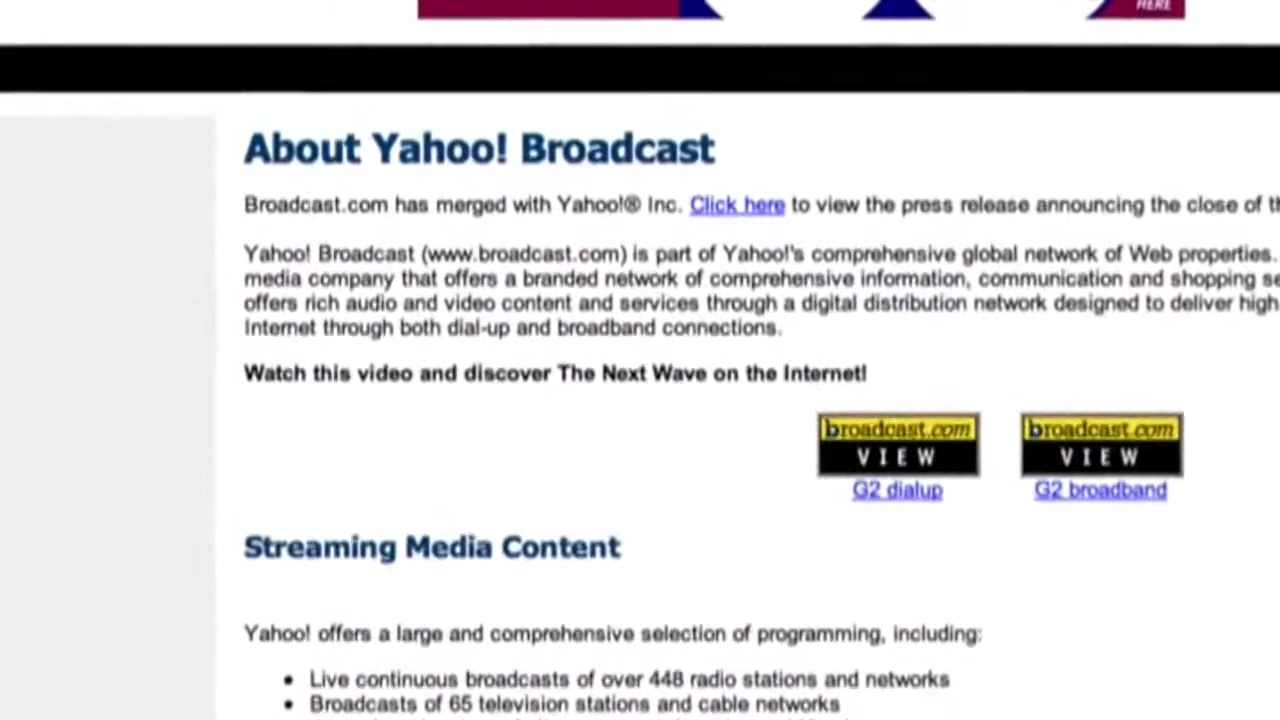 HERE
About Yahoo! Broadcast
Broadcast.com has merged with Yahoo!® Inc. Click here to view the press release announcing the close of
Yahoo! Broadcast (www.broadcast.com) is part of Yahoo!'s comprehensive global network of Web properties.
media company that offers a branded network of comprehensive information, communication and shopping
offers rich audio and video content and services through a digital distribution network designed to deliver high
Internet through both dial-up and broadband connections.
Watch this video and discover The Next Wave on the Internet!
broadcast.com broadcast.com
VIEW VIEW
G2 dialup G2 broadband
Streaming Media Content
Yahoo! offers a large and comprehensive selection of programming, including:
• Live continuous broadcasts of over 448 radio stations and networks
• Broadcasts of 65 television stations and cable networks